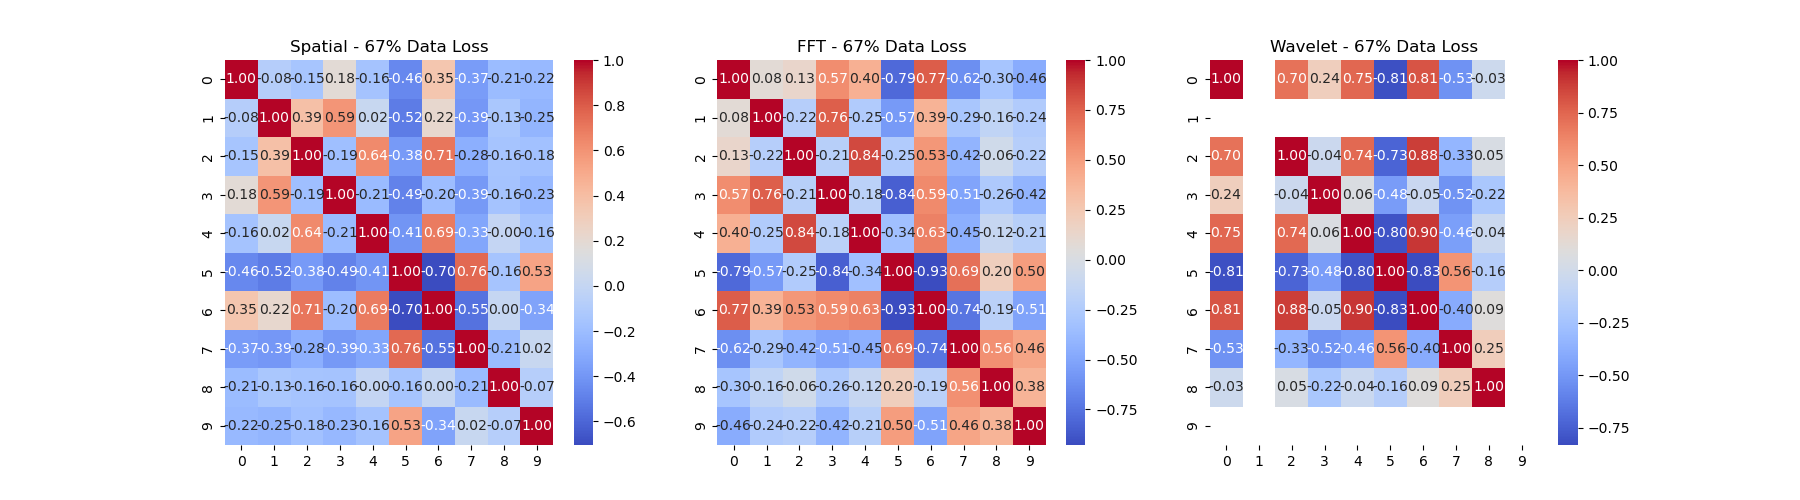 Spatial - 67% Data Loss
0 1.00 -0.08 -0.15 0.18 -0.16 -0.46 0.35 -0.37 -0.21 -0.22
1 -0.08 1.00 0.39 0.59 0.02 -0.52 0.22 -0.39 -0.13 -0.25
2 -0.15 0.39 1.00 -0.19 0.64 -0.38 0.71 -0.28 -0.16 -0.18
3 0.18 0.59 -0.19 1.00 -0.21 -0.49 -0.20 -0.39 -0.16 -0.23
4 -0.16 0.02 0.64 -0.21 1.00 -0.41 0.69 -0.33 -0.00 -0.16
5 -0.46 -0.52 -0.38 -0.49 -0.41 1.00 -0.70 0.76 -0.16 0.53
6 0.35 0.22 0.71 -0.20 0.69 -0.70 1.00 -0.55 0.00 -0.34
7 -0.37 -0.39 -0.28 -0.39 -0.33 0.76 -0.55 1.00 -0.21 0.02
8 -0.21 -0.13 -0.16 -0.16 -0.00 -0.16 0.00 -0.21 1.00 -0.07
9 -0.22 -0.25 -0.18 -0.23 -0.16 0.53 -0.34 0.02 -0.07 1.00
0 1 2 3 4 5 6 7 8 9
1.0
0.8
0.6
0.4
0.2
0.0
−0.2
−0.4
−0.6
FFT - 67% Data Loss
0 1.00 0.08 0.13 0.57 0.40 -0.79 0.77 -0.62 -0.30 -0.46
1 0.08 1.00 -0.22 0.76 -0.25 -0.57 0.39 -0.29 -0.16 -0.24
2 0.13 -0.22 1.00 -0.21 0.84 -0.25 0.53 -0.42 -0.06 -0.22
3 0.57 0.76 -0.21 1.00 -0.18 -0.84 0.59 -0.51 -0.26 -0.42
4 0.40 -0.25 0.84 -0.18 1.00 -0.34 0.63 -0.45 -0.12 -0.21
5 -0.79 -0.57 -0.25 -0.84 -0.34 1.00 -0.93 0.69 0.20 0.50
6 0.77 0.39 0.53 0.59 0.63 -0.93 1.00 -0.74 -0.19 -0.51
7 -0.62 -0.29 -0.42 -0.51 -0.45 0.69 -0.74 1.00 0.56 0.46
8 -0.30 -0.16 -0.06 -0.26 -0.12 0.20 -0.19 0.56 1.00 0.38
9 -0.46 -0.24 -0.22 -0.42 -0.21 0.50 -0.51 0.46 0.38 1.00
0 1 2 3 4 5 6 7 8 9
1.00
0.75
0.50
0.25
0.00
−0.25
−0.50
−0.75
Wavelet - 67% Data Loss
0 1.00 0.70 0.24 0.75 -0.81 0.81 -0.53 -0.03
1
2 0.70 1.00 -0.04 0.74 -0.73 0.88 -0.33 0.05
3 0.24 -0.04 1.00 0.06 -0.48 -0.05 -0.52 -0.22
4 0.75 0.74 0.06 1.00 -0.80 0.90 -0.46 -0.04
5 -0.81 -0.73 -0.48 -0.80 1.00 -0.83 0.56 -0.16
6 0.81 0.88 -0.05 0.90 -0.83 1.00 -0.40 0.09
7 -0.53 -0.33 -0.52 -0.46 0.56 -0.40 1.00 0.25
8 -0.03 0.05 -0.22 -0.04 -0.16 0.09 0.25 1.00
9
0 1 2 3 4 5 6 7 8 9
1.00
0.75
0.50
0.25
0.00
−0.25
−0.50
−0.75